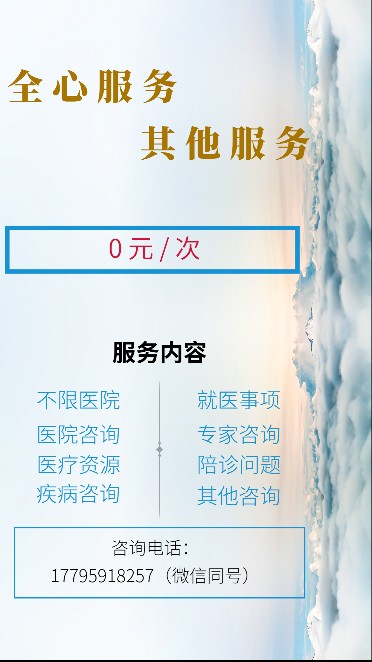 全心服务
其他服务
0元/次
服务内容
不限医院
就医事项
医院咨询
专家咨询
医疗资源
陪诊问题
疾病咨询
其他咨询
咨询电话:
17795918257（微信同号）